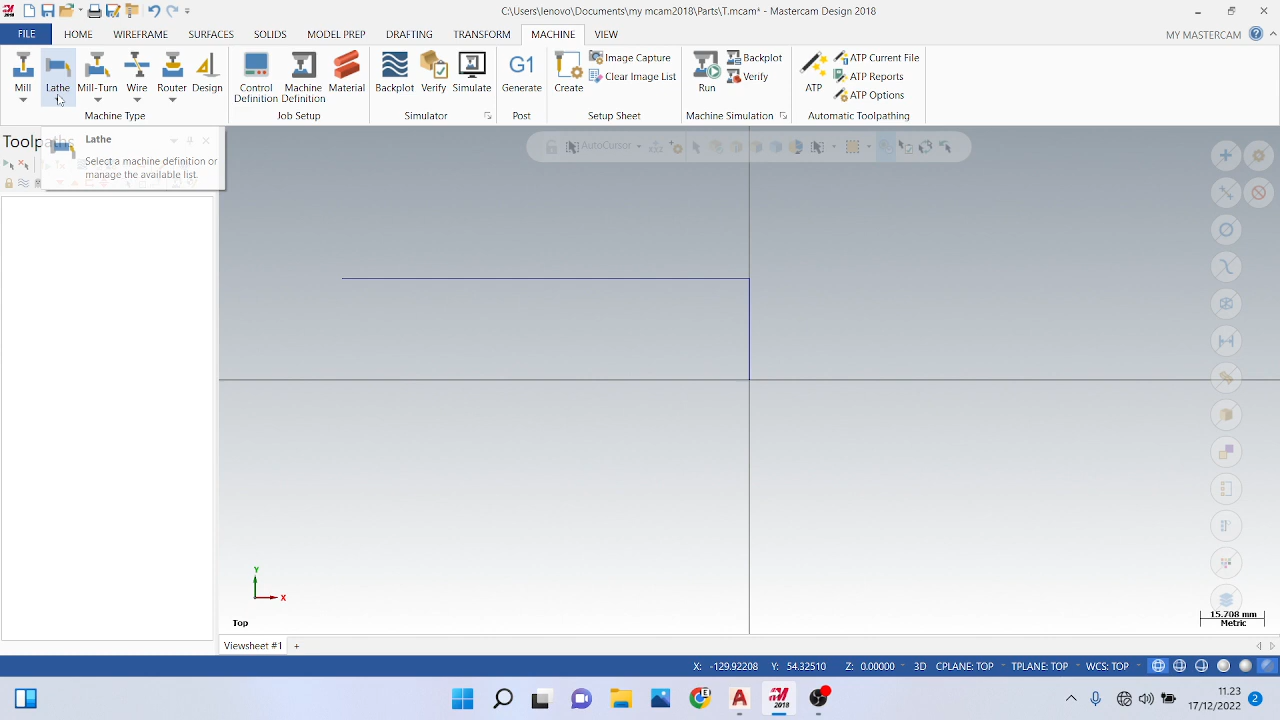 C:\Users\lenovo\Documents\my mcam2018\Parts\T.mcam* - Mastercam Design 2018
FILE HOME WIREFRAME SURFACES SOLIDS MODEL PREP DRAFTING TRANSFORM MACHINE VIEW MY MASTERCAM
Mill Lathe Mill-Turn Wire Router Design
Machine Type
Control Definition Machine Definition Material
Job Setup
Backplot Verify Simulate
Simulator
G1
Generate
Post
Create Image Capture
Clear Image List
Setup Sheet
Run Backplot
Verify
Machine Simulation
ATP ATP Current File
ATP Reports
ATP Options
Automatic Toolpathing
Toolpaths
Lathe
Select a machine definition or
manage the available list.
AutoCursor
Y
X
Top
15.708 mm
Metric
Viewsheet #1 +
X: -129.92208 Y: 54.32510 Z: 0.00000 3D CPLANE: TOP TPLANE: TOP WCS: TOP
2018
11.23
17/12/2022
2